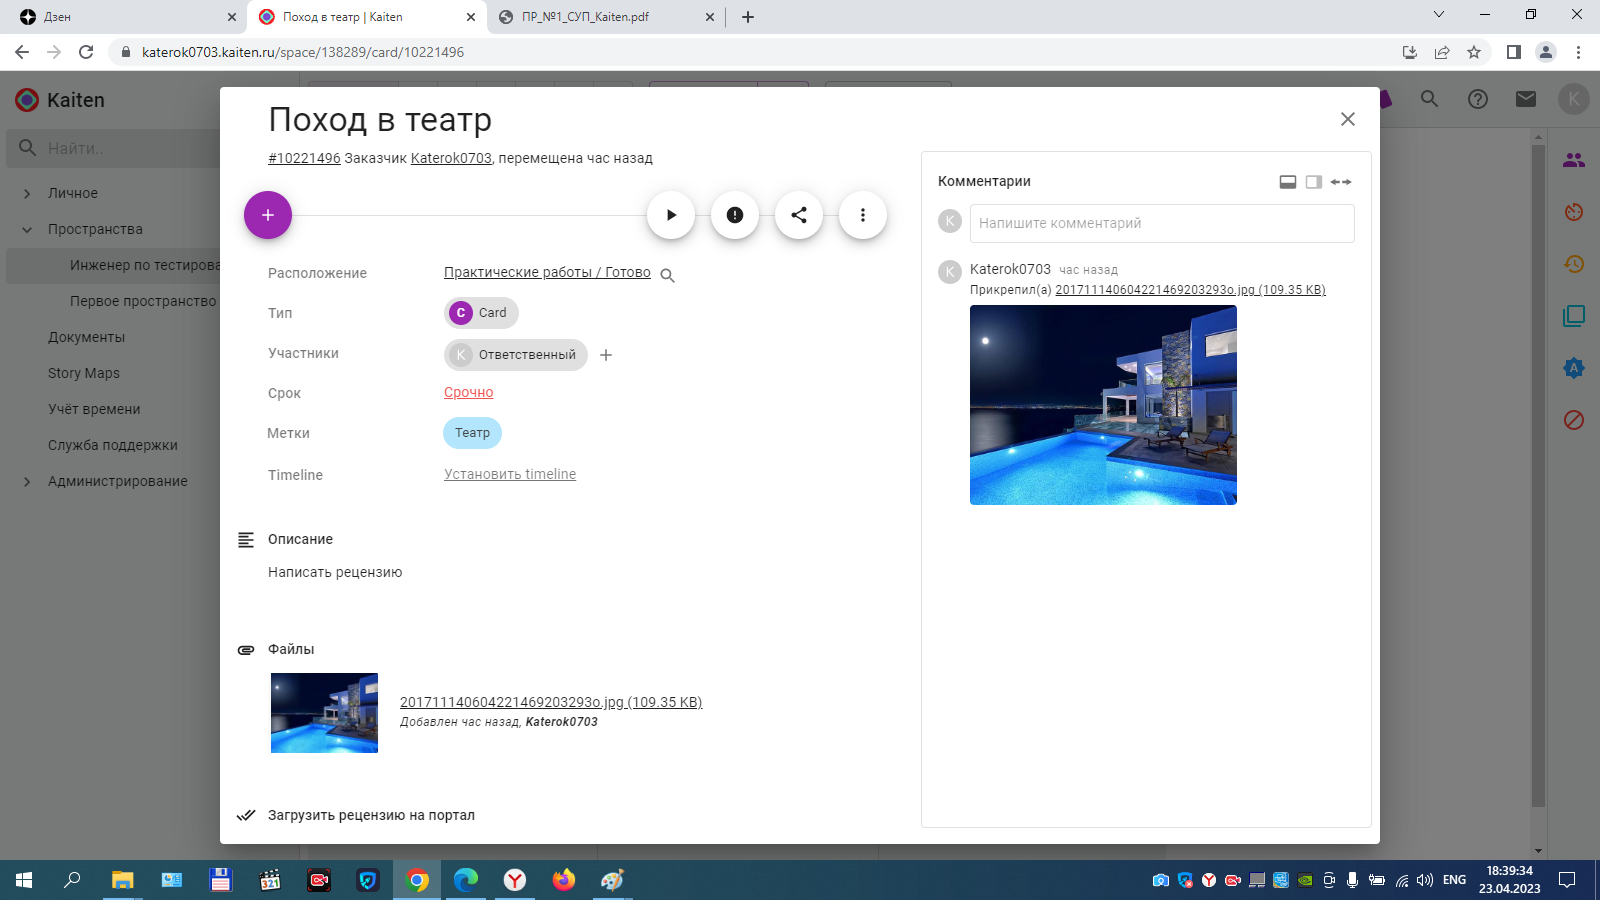 Дзен
Поход в театр | Kaiten
ПР_№1_СУП_Kaiten.pdf
katerok0703.kaiten.ru/space/138289/card/10221496
Kaiten
Найти..
Личное
Пространства
Инженер по тестирова
Первое пространство
Документы
Story Maps
Учёт времени
Служба поддержки
Администрирование
K
Поход в театр
#10221496 Заказчик Katerok0703, перемещена час назад
Расположение
Практические работы / Готово
Тип
C Card
Участники
K Ответственный
Срок
Срочно
Метки
Театр
Timeline
Установить timeline
Описание
Написать рецензию
Файлы
201711140604221469203293o.jpg (109.35 KB)
Добавлен час назад, Katerok0703
Загрузить рецензию на портал
Комментарии
K
Напишите комментарий
K
Katerok0703 час назад
Прикрепил(а)201711140604221469203293o.jpg (109.35 KB)
A
321
ENG
18:39:34
23.04.2023